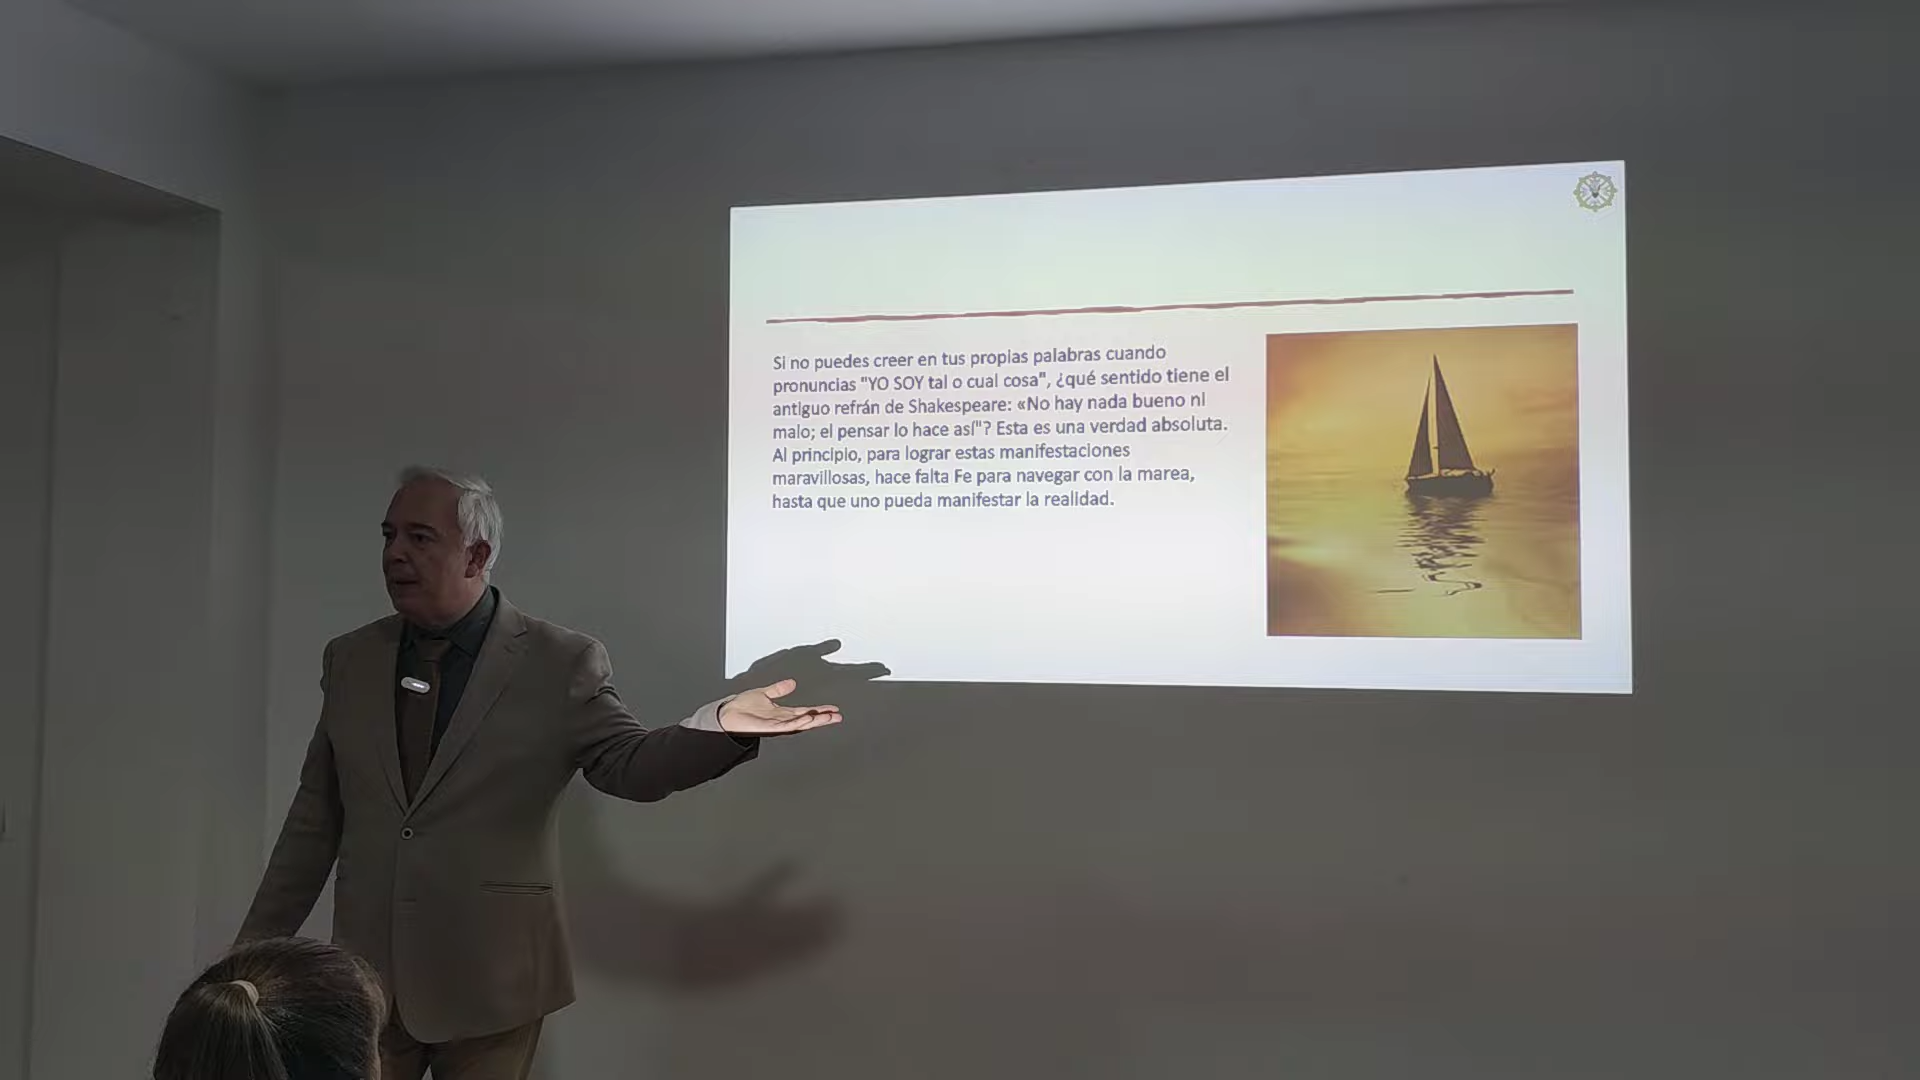 Si no puedes creer en tus propias palabras cuando
pronuncias "YO SOY tal o cual cosa", ¿qué sentido tiene el
antiguo refrán de Shakespeare: «No hay nada bueno ni
malo; el pensar lo hace así"? Esta es una verdad absoluta.
Al principio, para lograr estas manifestaciones
maravillosas, hace falta Fe para navegar con la marea,
hasta que uno pueda manifestar la realidad.